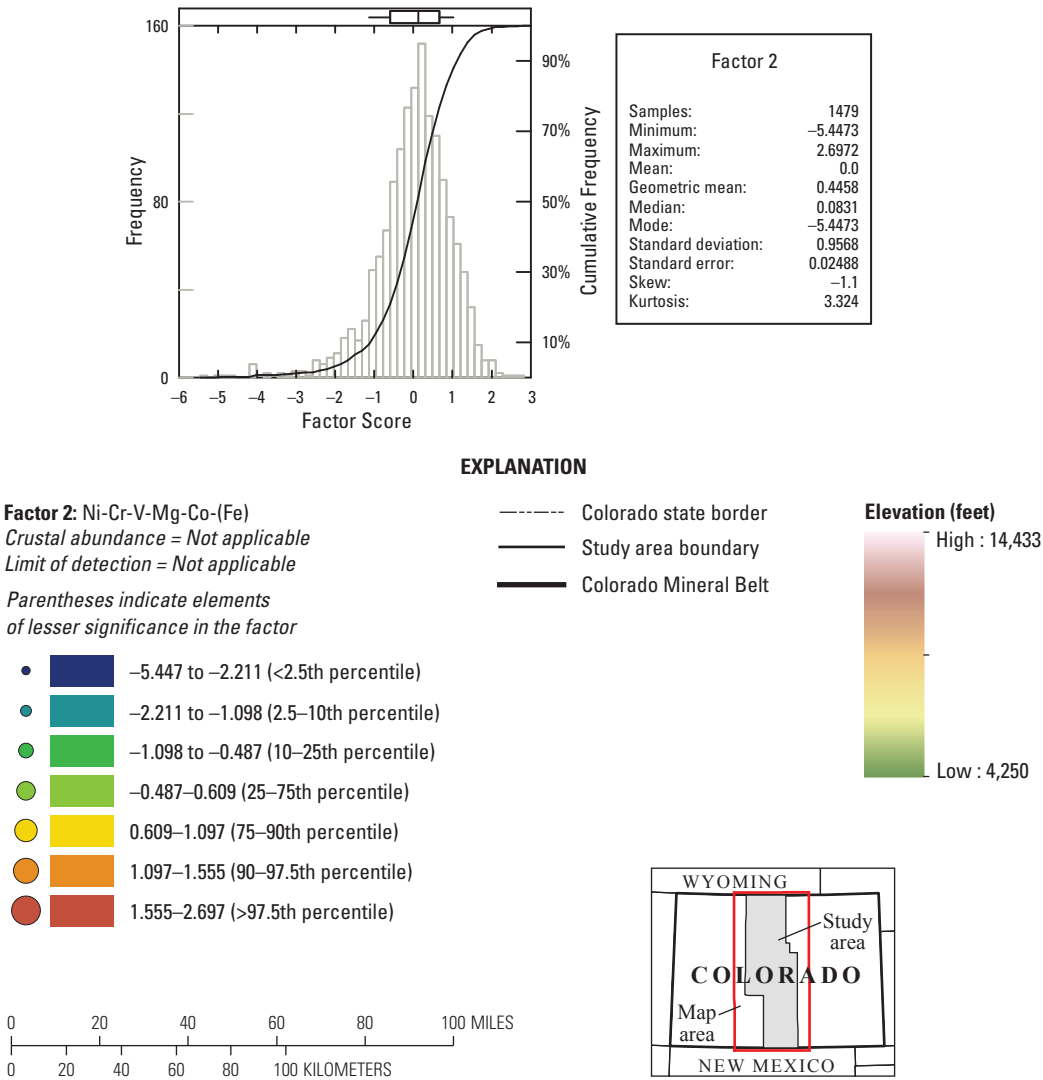 160
80
0
Frequency
90%
70%
50%
30%
10%
Cumulative Frequency
–6 –5 –4 –3 –2 –1 0 1 2 3
Factor Score
Factor 2
Samples: 1479
Minimum: –5.4473
Maximum: 2.6972
Mean: 0.0
Geometric mean: 0.4458
Median: 0.0831
Mode: –5.4473
Standard deviation: 0.9568
Standard error: 0.02488
Skew: –1.1
Kurtosis: 3.324
EXPLANATION
Factor 2: Ni-Cr-V-Mg-Co-(Fe)
Crustal abundance = Not applicable
Limit of detection = Not applicable
Parentheses indicate elements
of lesser significance in the factor
–5.447 to –2.211 (<2.5th percentile)
–2.211 to –1.098 (2.5–10th percentile)
–1.098 to –0.487 (10–25th percentile)
–0.487–0.609 (25–75th percentile)
0.609–1.097 (75–90th percentile)
1.097–1.555 (90–97.5th percentile)
1.555–2.697 (>97.5th percentile)
Colorado state border
Study area boundary
Colorado Mineral Belt
Elevation (feet)
High : 14,433
Low : 4,250
WYOMING
Study
area
COLORADO
Map
area
NEW MEXICO
0 20 40 60 80 100 MILES
0 20 40 60 80 100 KILOMETERS